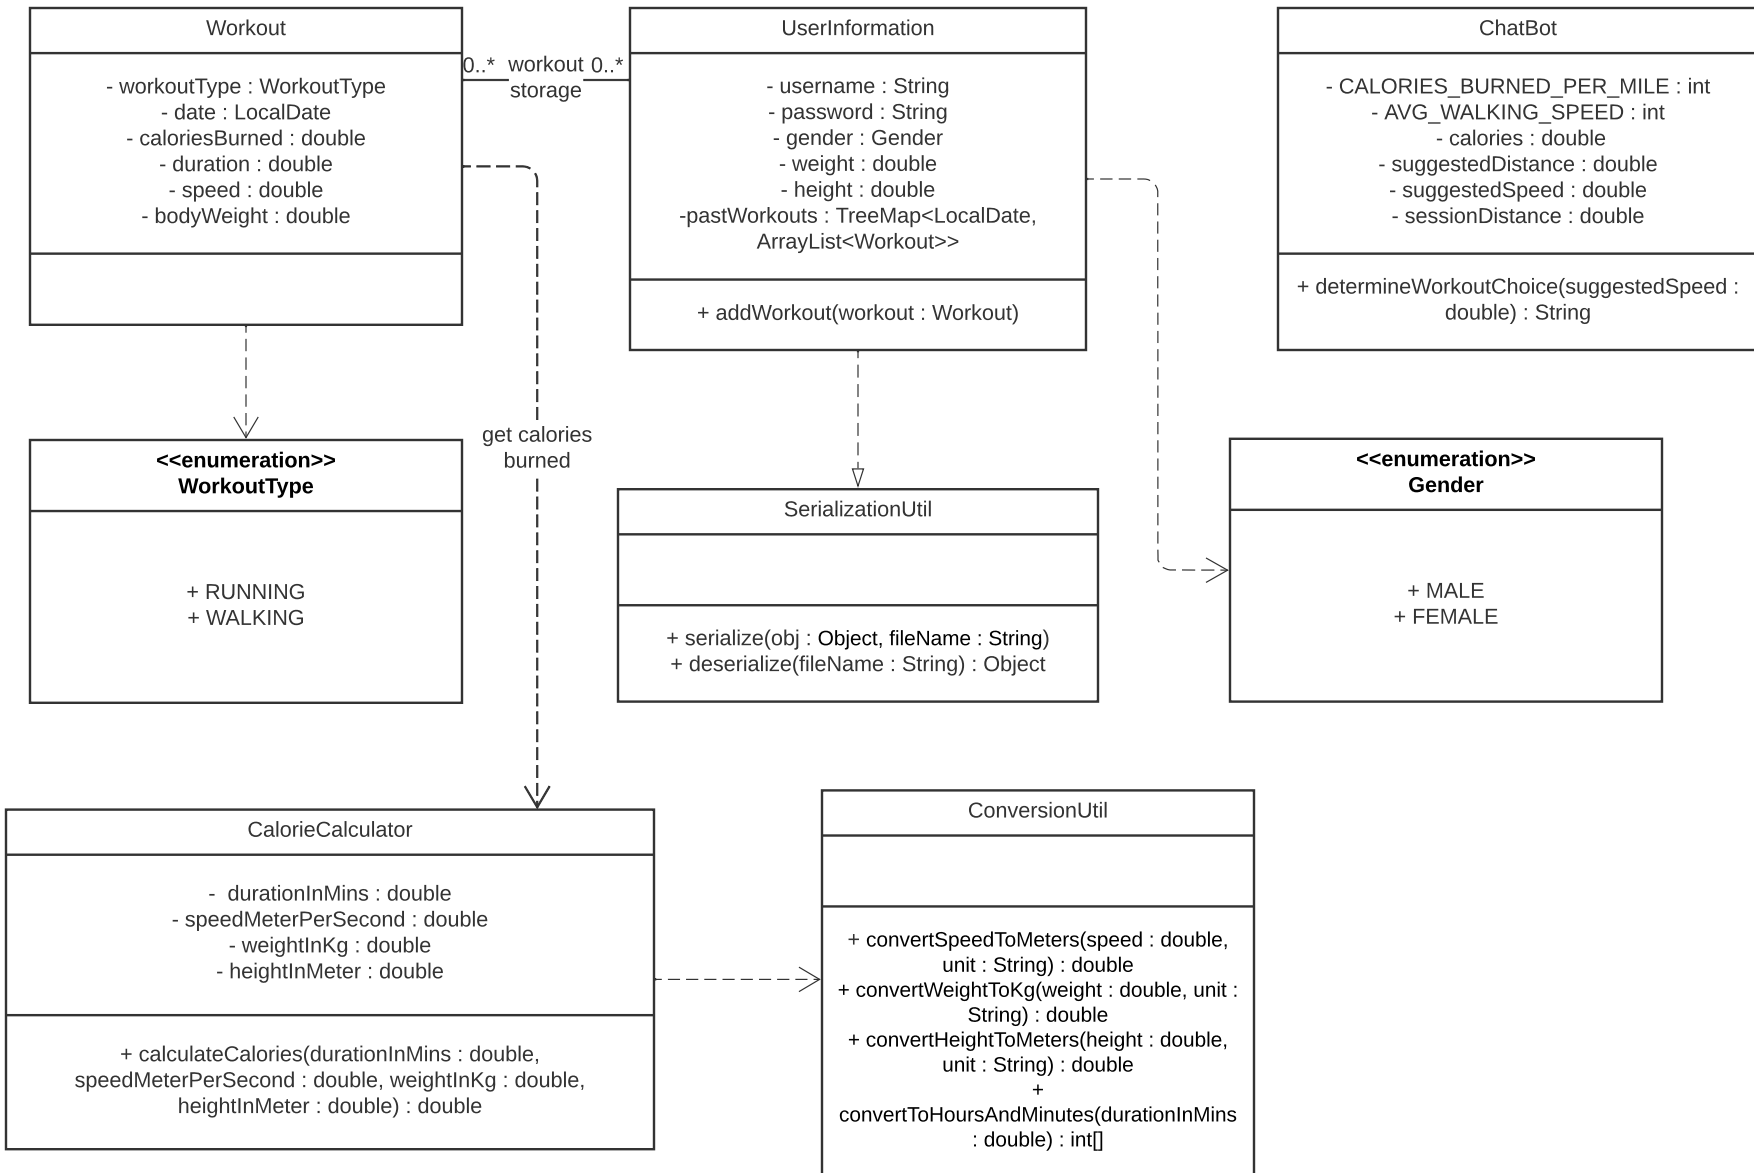 Workout
- workoutType : WorkoutType
- date : LocalDate
- caloriesBurned : double
- duration : double
- speed : double
- bodyWeight : double
0..*
workout
storage
0..*
UserInformation
- username : String
- password : String
- gender : Gender
- weight : double
- height : double
-pastWorkouts : TreeMap<LocalDate,
ArrayList<Workout>>
+ addWorkout(workout : Workout)
ChatBot
- CALORIES_BURNED_PER_MILE : int
- AVG_WALKING_SPEED : int
- calories : double
- suggestedDistance : double
- suggestedSpeed : double
- sessionDistance : double
+ determineWorkoutChoice(suggestedSpeed :
double) : String
<<enumeration>>
WorkoutType
+ RUNNING
+ WALKING
get calories
burned
SerializationUtil
+ serialize(obj : Object, fileName : String)
+ deserialize(fileName : String) : Object
<<enumeration>>
Gender
+ MALE
+ FEMALE
CalorieCalculator
-  durationInMins : double
- speedMeterPerSecond : double
- weightInKg : double
- heightInMeter : double
+ calculateCalories(durationInMins : double,
speedMeterPerSecond : double, weightInKg : double,
heightInMeter : double) : double
ConversionUtil
+ convertSpeedToMeters(speed : double,
unit : String) : double
+ convertWeightToKg(weight : double, unit :
String) : double
+ convertHeightToMeters(height : double,
unit : String) : double
+
convertToHoursAndMinutes(durationInMins
: double) : int[]